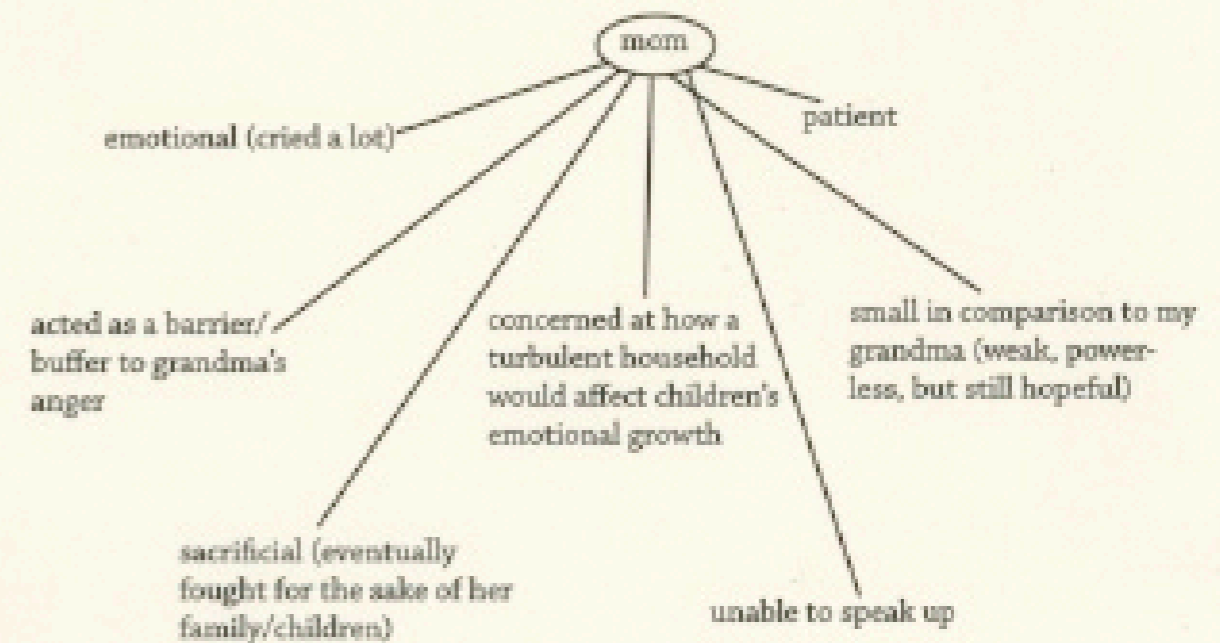 mom
patient
emotional (cried a lot)
acted as a barrier/
buffer to grandma's
anger
concerned at how a
turbulent household
would affect children's
emotional growth
small in comparison to my
grandma (weak, power-
less, but still hopeful)
sacrificial (eventually
fought for the sake of her
family/children)
unable to speak up